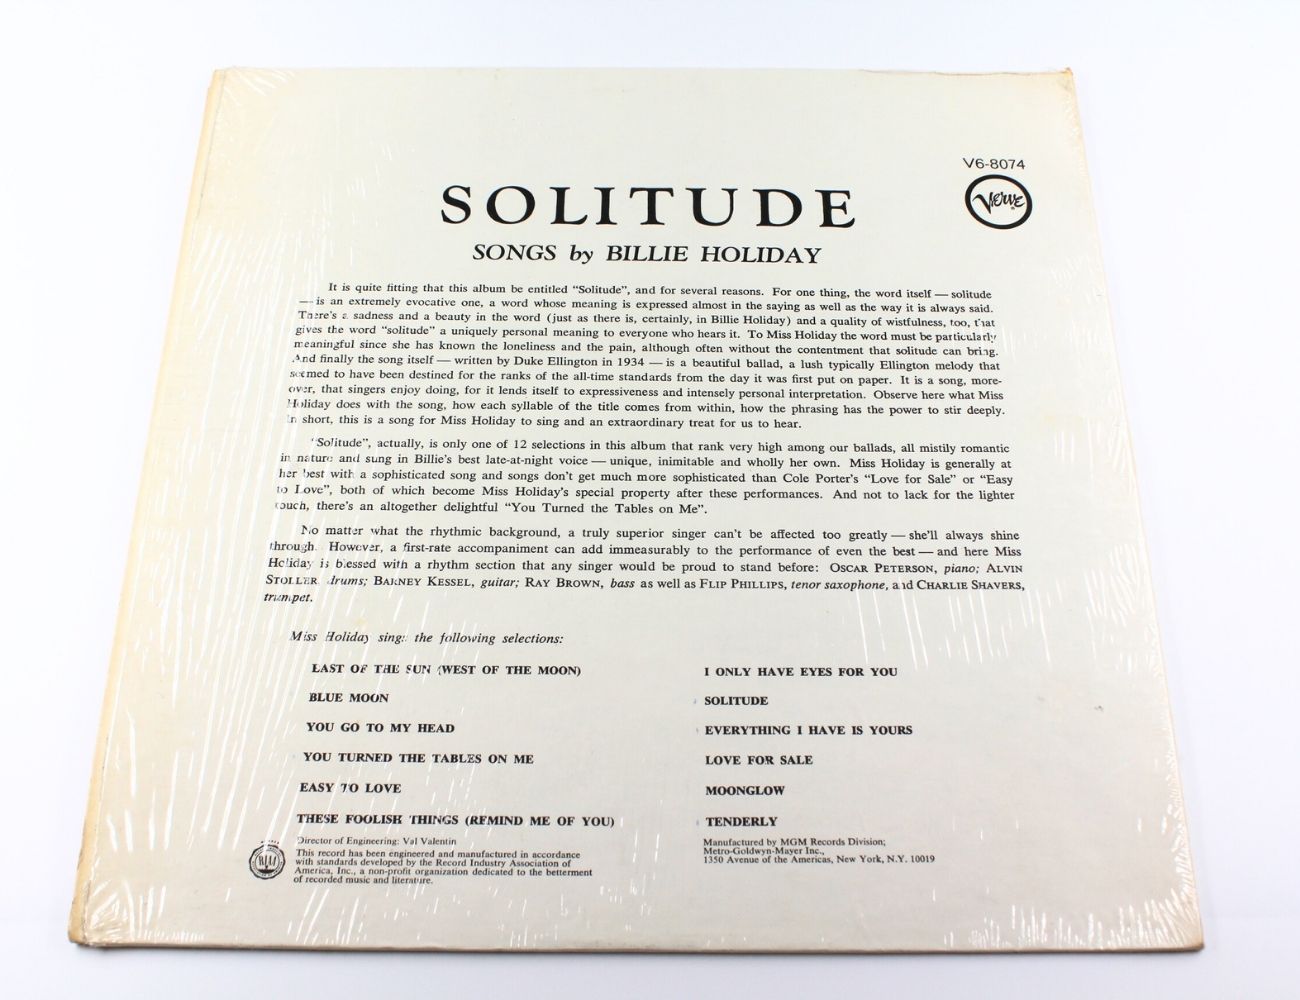 V6-8074
Verve
SOLITUDE
SONGS by BILLIE HOLIDAY
It is quite fitting that this album be entitled "Solitude", and for several reasons. For one thing, the word itself — solitude
— is an extremely evocative one, a word whose meaning is expressed almost in the saying as well as the way it is always said.
There's a sadness and a beauty in the word (just as there is, certainly, in Billie Holiday) and a quality of wistfulness, too, that
gives the word "solitude" a uniquely personal meaning to everyone who hears it. To Miss Holiday the word must be particularly
meaningful since she has known the loneliness and the pain, although often without the contentment that solitude can bring.
And finally the song itself — written by Duke Ellington in 1934 — is a beautiful ballad, a lush typically Ellington melody that
seemed to have been destined for the ranks of the all-time standards from the day it was first put on paper. It is a song, more-
over, that singers enjoy doing, for it lends itself to expressiveness and intensely personal interpretation. Observe here what Miss
Holiday does with the song, how each syllable of the title comes from within, how the phrasing has the power to stir deeply.
In short, this is a song for Miss Holiday to sing and an extraordinary treat for us to hear.
"Solitude", actually, is only one of 12 selections in this album that rank very high among our ballads, all mistily romantic
in nature and sung in Billie's best late-at-night voice — unique, inimitable and wholly her own. Miss Holiday is generally at
her best with a sophisticated song and songs don't get much more sophisticated than Cole Porter's "Love for Sale" or "Easy
to Love", both of which become Miss Holiday's special property after these performances. And not to lack for the lighter
touch, there's an altogether delightful "You Turned the Tables on Me".
No matter what the rhythmic background, a truly superior singer can't be affected too greatly — she'll always shine
through. However, a first-rate accompaniment can add immeasurably to the performance of even the best — and here Miss
Holiday is blessed with a rhythm section that any singer would be proud to stand before: OSCAR PETERSON, piano; ALVIN
STOLLER, drums; BARNEY KESSEL, guitar; RAY BROWN, bass as well as FLIP PHILLIPS, tenor saxophone, and CHARLIE SHAVERS,
trumpet.
Miss Holiday sings the following selections:
LAST OF THE SUN (WEST OF THE MOON)
BLUE MOON
YOU GO TO MY HEAD
YOU TURNED THE TABLES ON ME
EASY TO LOVE
THESE FOOLISH THINGS (REMIND ME OF YOU)
I ONLY HAVE EYES FOR YOU
SOLITUDE
EVERYTHING I HAVE IS YOURS
LOVE FOR SALE
MOONGLOW
TENDERLY
Director of Engineering: Val Valentin
RIAA
This record has been engineered and manufactured in accordance
with standards developed by the Record Industry Association of
America, Inc., a non-profit organization dedicated to the betterment
of recorded music and literature.
Manufactured by MGM Records Division;
Metro-Goldwyn-Mayer Inc.,
1350 Avenue of the Americas, New York, N.Y. 10019